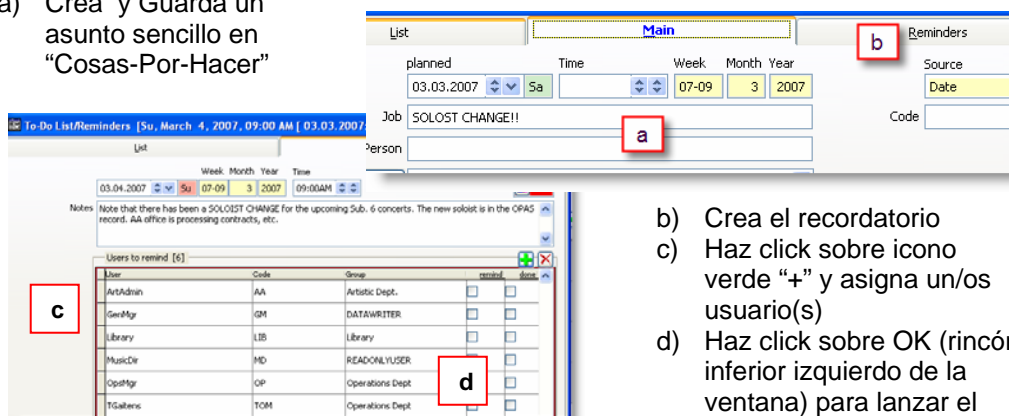 a) Crea y Guarda un
asunto sencillo en
“Cosas-Por-Hacer”
List Main Reminders
b
planned Time Week Month Year Source
03.03.2007 Sa 07-09 3 2007 Date
Job SOLOST CHANGE!! Code
a
Person
To-Do List/Reminders [Su, March 4, 2007, 09:00 AM [ 03.03.2007:
List
Week Month Year Time
03.04.2007 Su 07-09 3 2007 09:00AM
Notes Note that there has been a SOLOIST CHANGE for the upcoming Sub. 6 concerts. The new soloist is in the OPAS
record. AA office is processing contracts, etc.
Users to remind [6]
User Code Group remind done
ArtAdmin AA Artistic Dept.
c
GenMgr GM DATAWRITER
Library LIB Library
MusicDir MD READONLYUSER
OpsMgr OP Operations Dept
d
TGaitens TOM Operations Dept
b) Crea el recordatorio
c) Haz click sobre icono
verde “+” y asigna un/os
usuario(s)
d) Haz click sobre OK (rincón
inferior izquierdo de la
ventana) para lanzar el